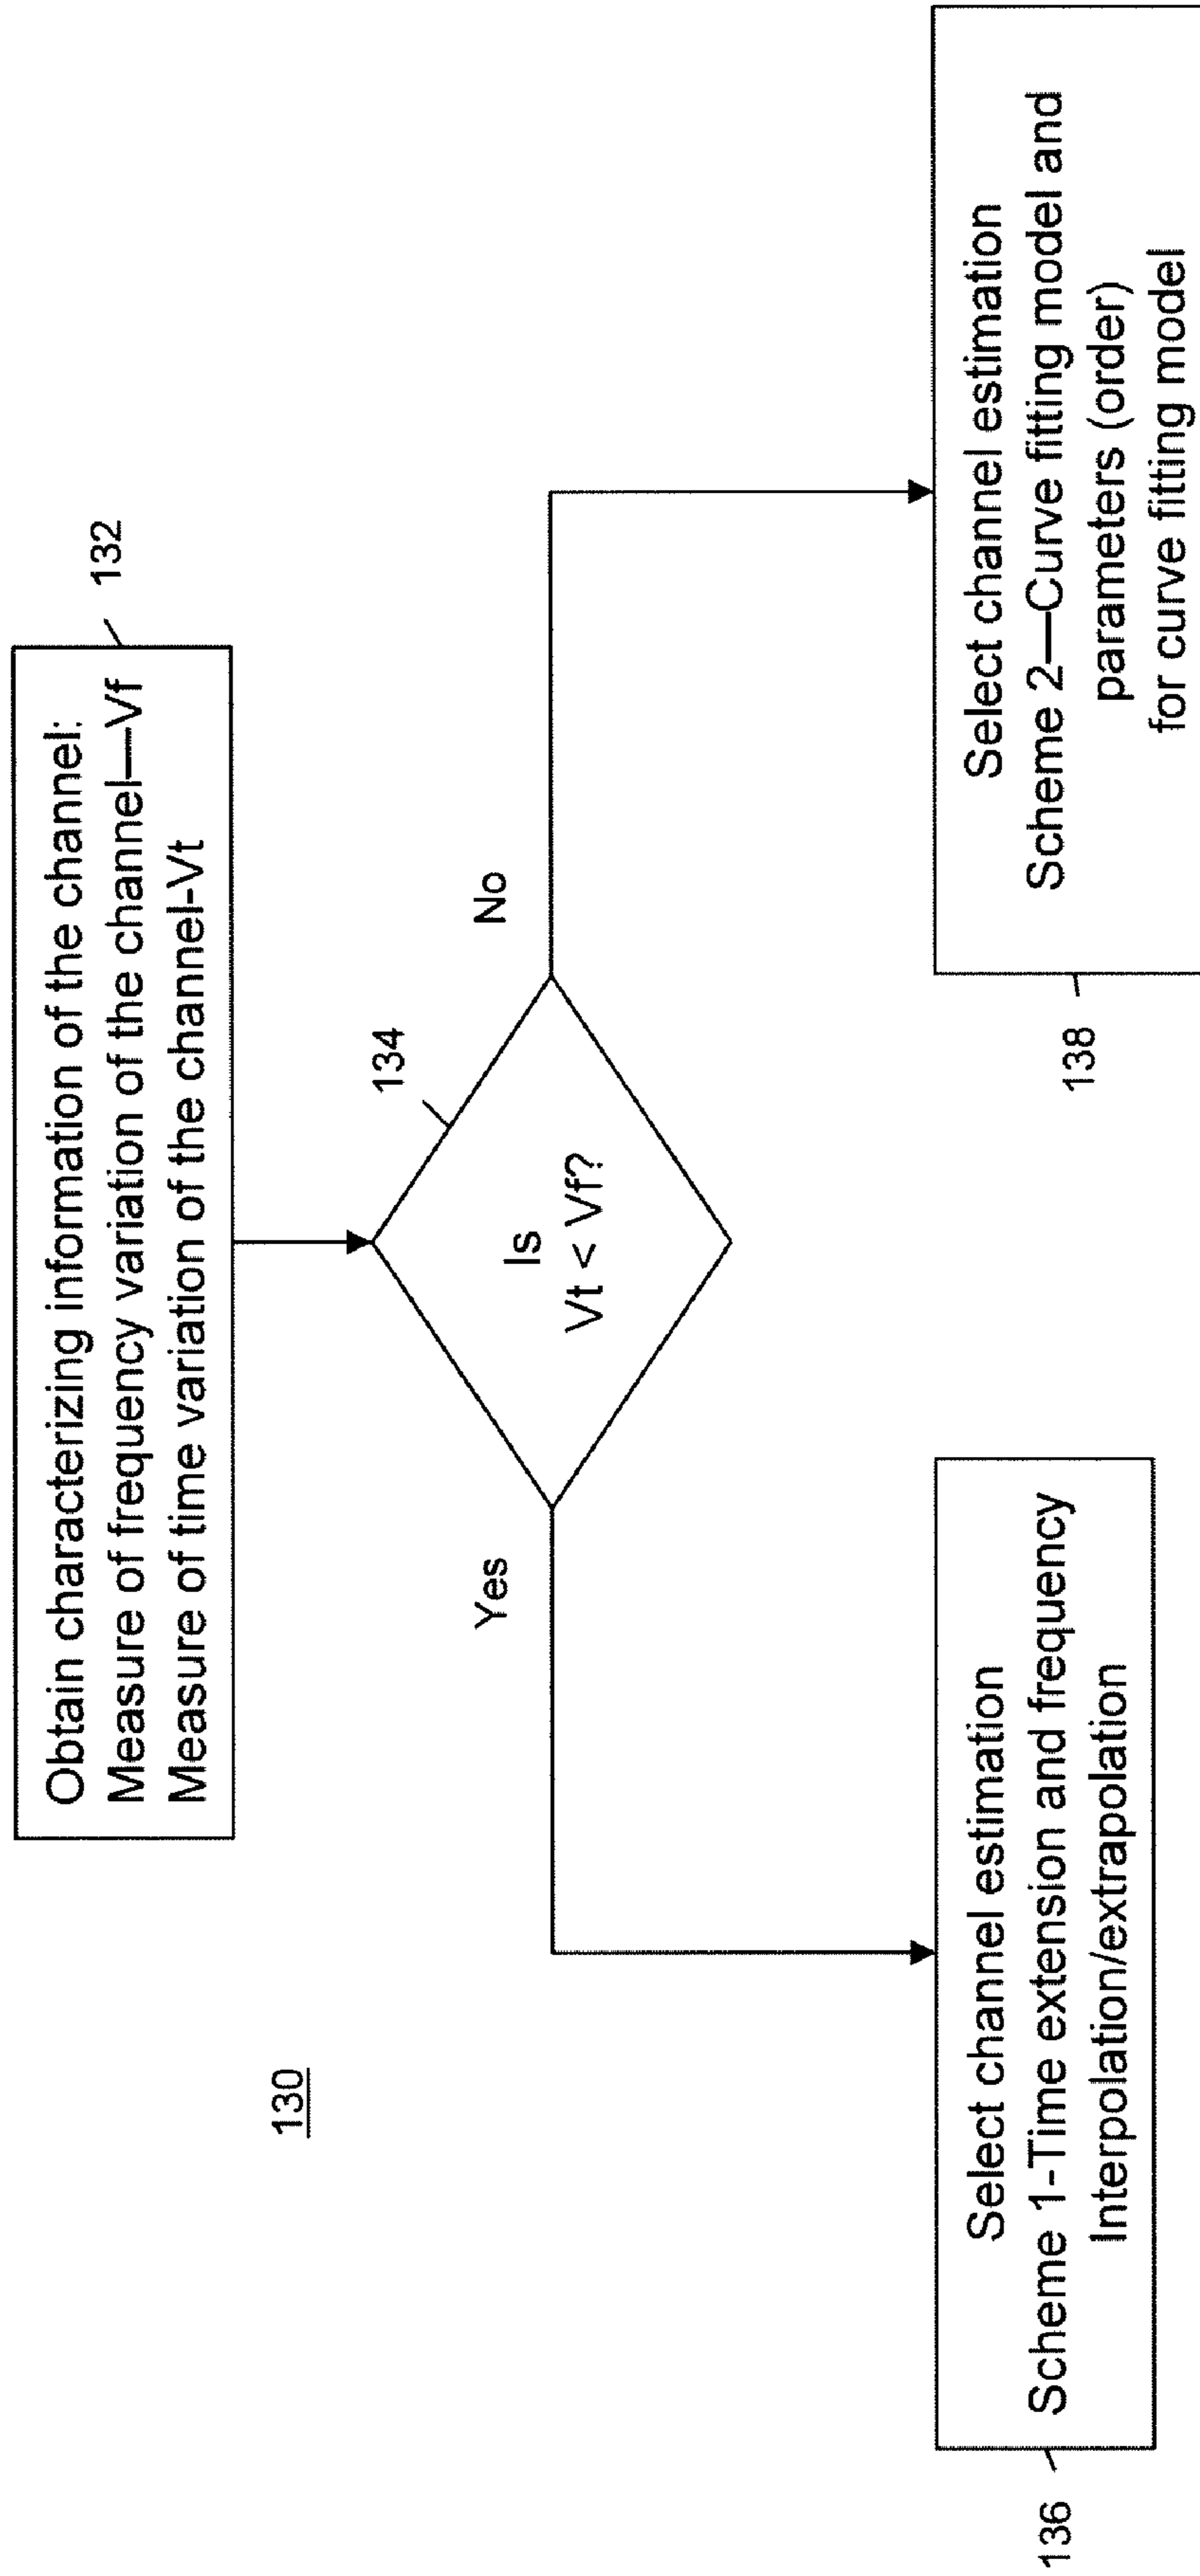 Obtain characterizing information of the channel:
Measure of frequency variation of the channel—Vf
Measure of time variation of the channel-Vt
132
130
134
Is
Vt < Vf?
Yes
No
Select channel estimation
Scheme 1-Time extension and frequency
Interpolation/extrapolation
136
Select channel estimation
Scheme 2—Curve fitting model and
parameters (order)
for curve fitting model
138